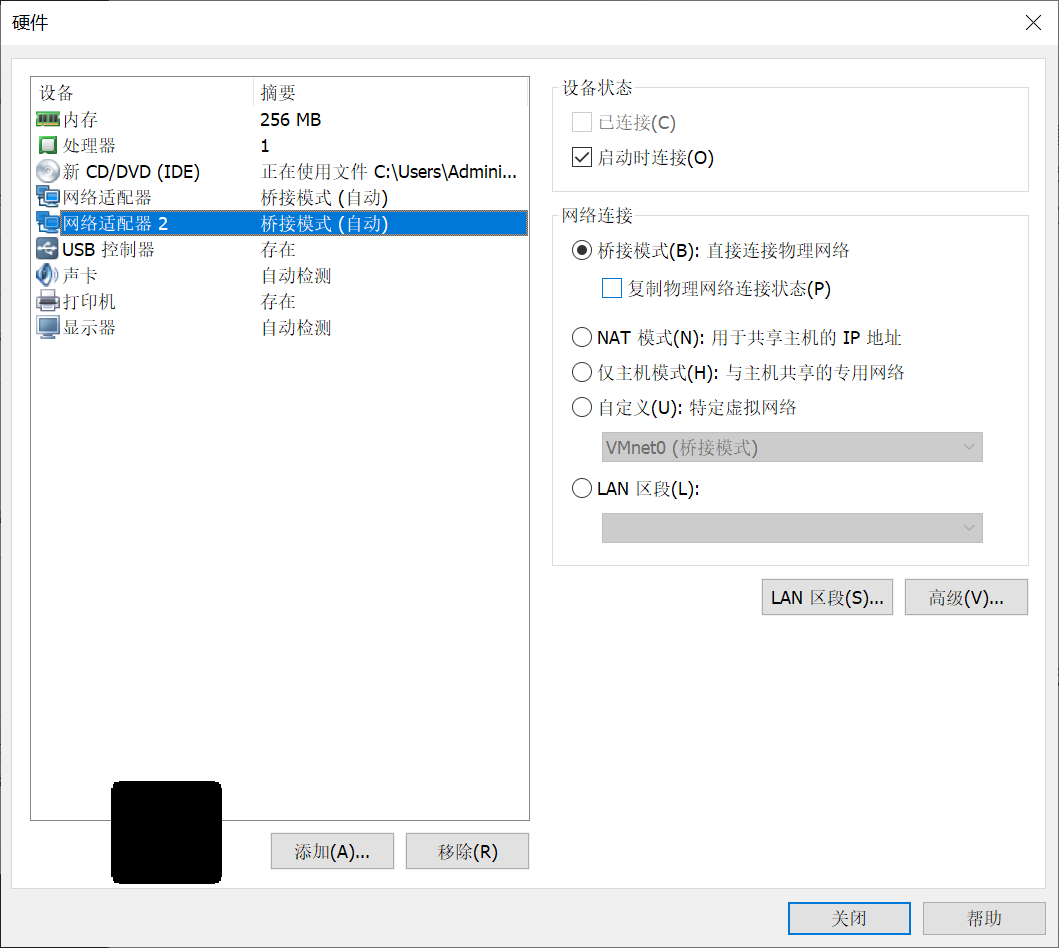 硬件
设备 摘要
内存 256 MB
处理器 1
新 CD/DVD (IDE) 正在使用文件 C:\Users\Admini...
网络适配器 桥接模式 (自动)
网络适配器 2 桥接模式 (自动)
USB 控制器 存在
声卡 自动检测
打印机 存在
显示器 自动检测
添加(A)... 移除(R)
设备状态
已连接(C)
启动时连接(O)
网络连接
桥接模式(B): 直接连接物理网络
复制物理网络连接状态(P)
NAT 模式(N): 用于共享主机的 IP 地址
仅主机模式(H): 与主机共享的专用网络
自定义(U): 特定虚拟网络
VMnet0 (桥接模式)
LAN 区段(L):
LAN 区段(S)... 高级(V)...
关闭 帮助